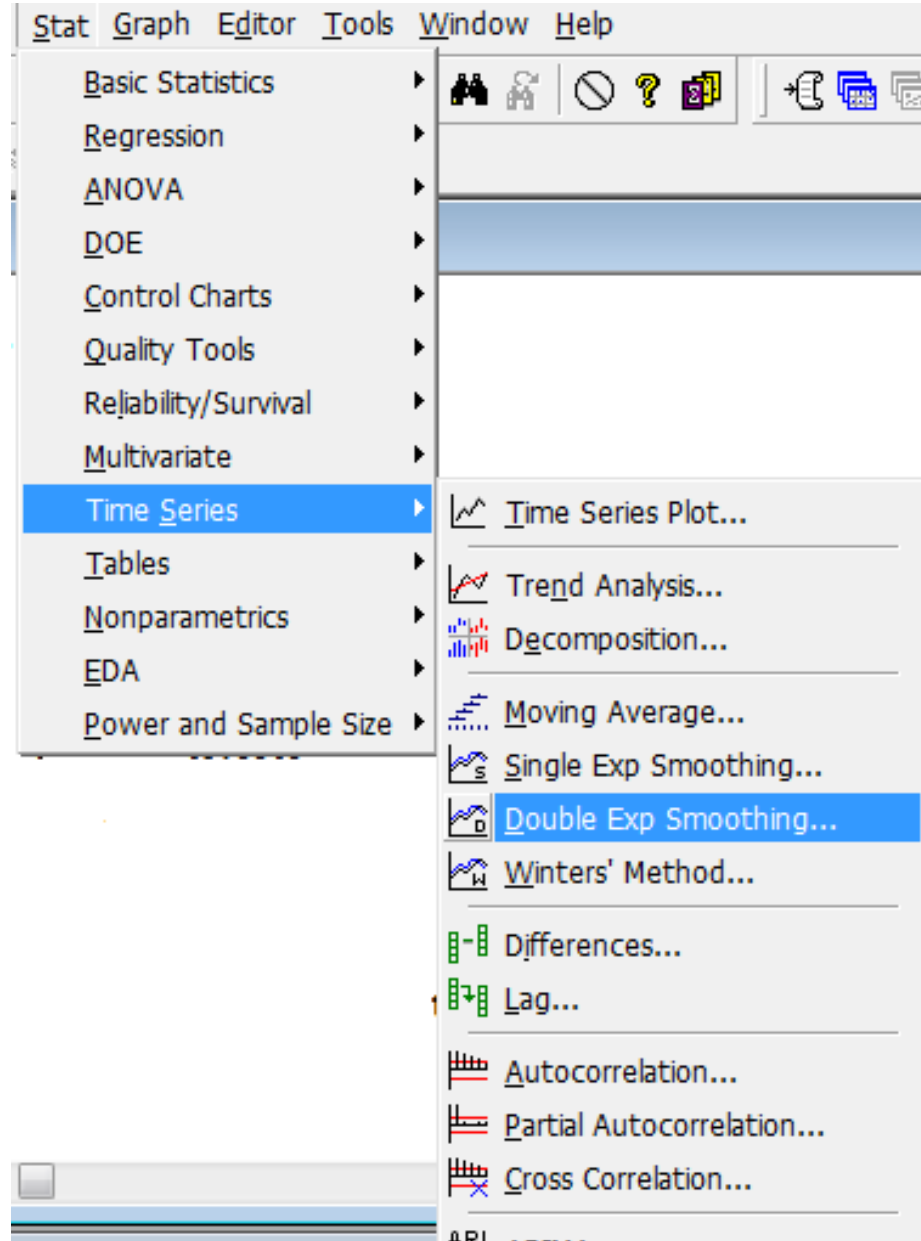 Stat Graph Editor Tools Window Help
Basic Statistics
Regression
ANOVA
DOE
Control Charts
Quality Tools
Reliability/Survival
Multivariate
Time Series
Tables
Nonparametrics
EDA
Power and Sample Size
Time Series Plot...
Trend Analysis...
Decomposition...
Moving Average...
Single Exp Smoothing...
Double Exp Smoothing...
Winters' Method...
Differences...
Lag...
Autocorrelation...
Partial Autocorrelation...
Cross Correlation...